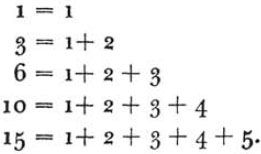 1 = 1
3 = 1+ 2
6 = 1+ 2 + 3
10 = 1+ 2 + 3 + 4
15 = 1+ 2 + 3 + 4 + 5.